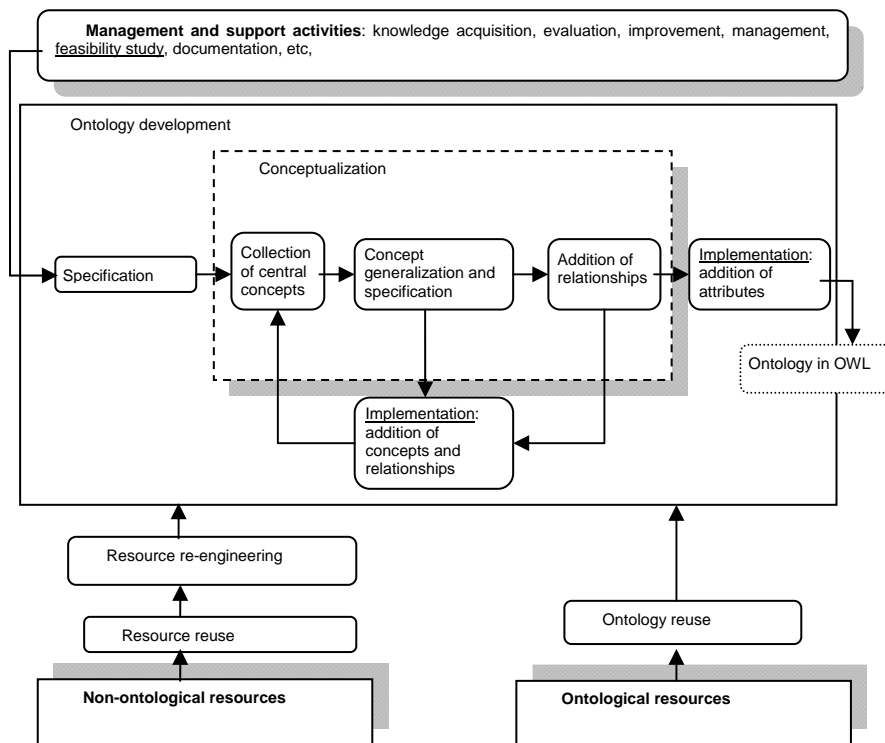 Management and support activities: knowledge acquisition, evaluation, improvement, management,
feasibility study, documentation, etc,
Ontology development
Conceptualization
Specification
Collection
of central
concepts
Concept
generalization and
specification
Addition of
relationships
Implementation:
addition of
attributes
Ontology in OWL
Implementation:
addition of
concepts and
relationships
Resource re-engineering
Resource reuse
Non-ontological resources
Ontology reuse
Ontological resources